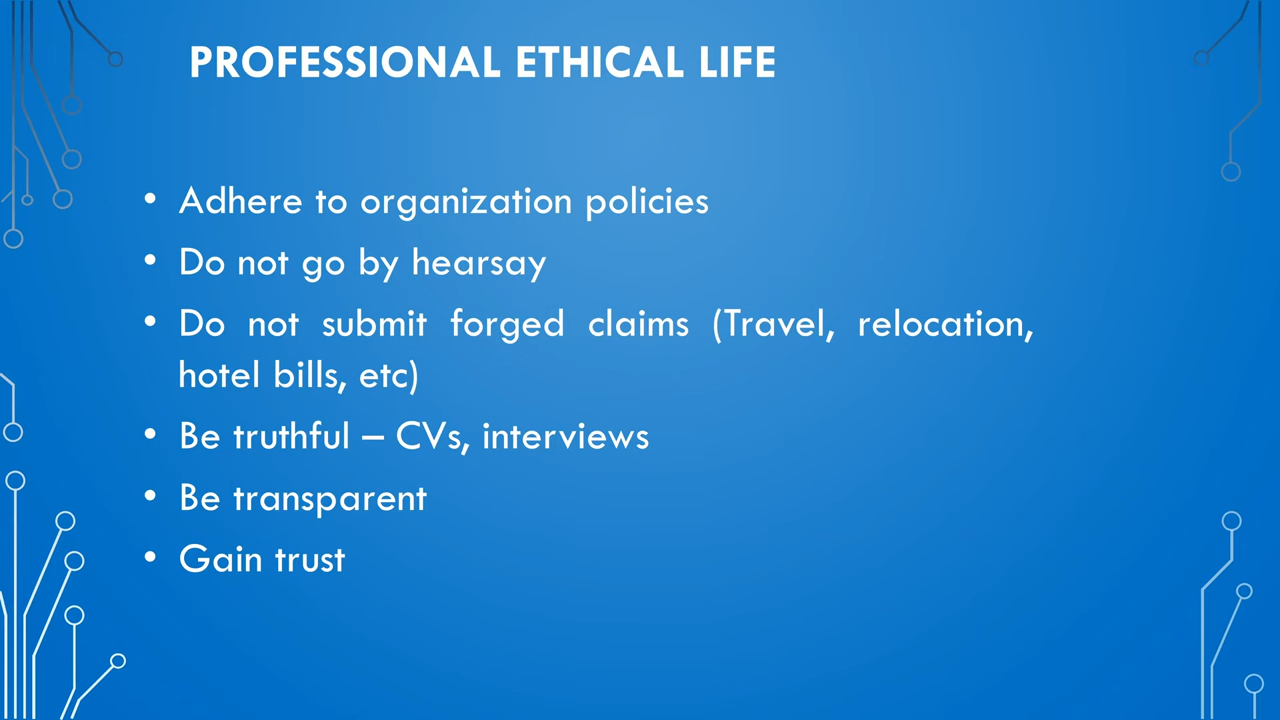 PROFESSIONAL ETHICAL LIFE
• Adhere to organization policies
• Do not go by hearsay
• Do not submit forged claims (Travel, relocation,
hotel bills, etc)
• Be truthful – CVs, interviews
• Be transparent
• Gain trust